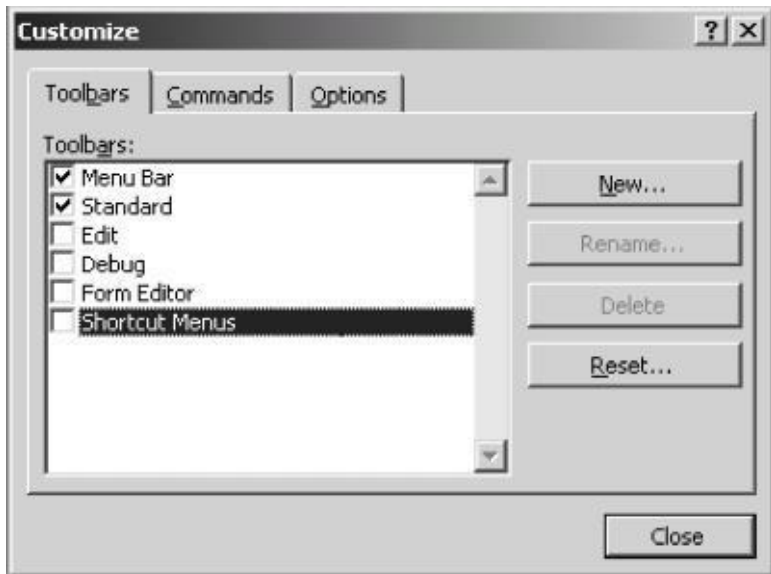 Customize
Toolbars Commands Options
Toolbars:
Menu Bar
Standard
Edit
Debug
Form Editor
Shortcut Menus
New...
Rename...
Delete
Reset...
Close